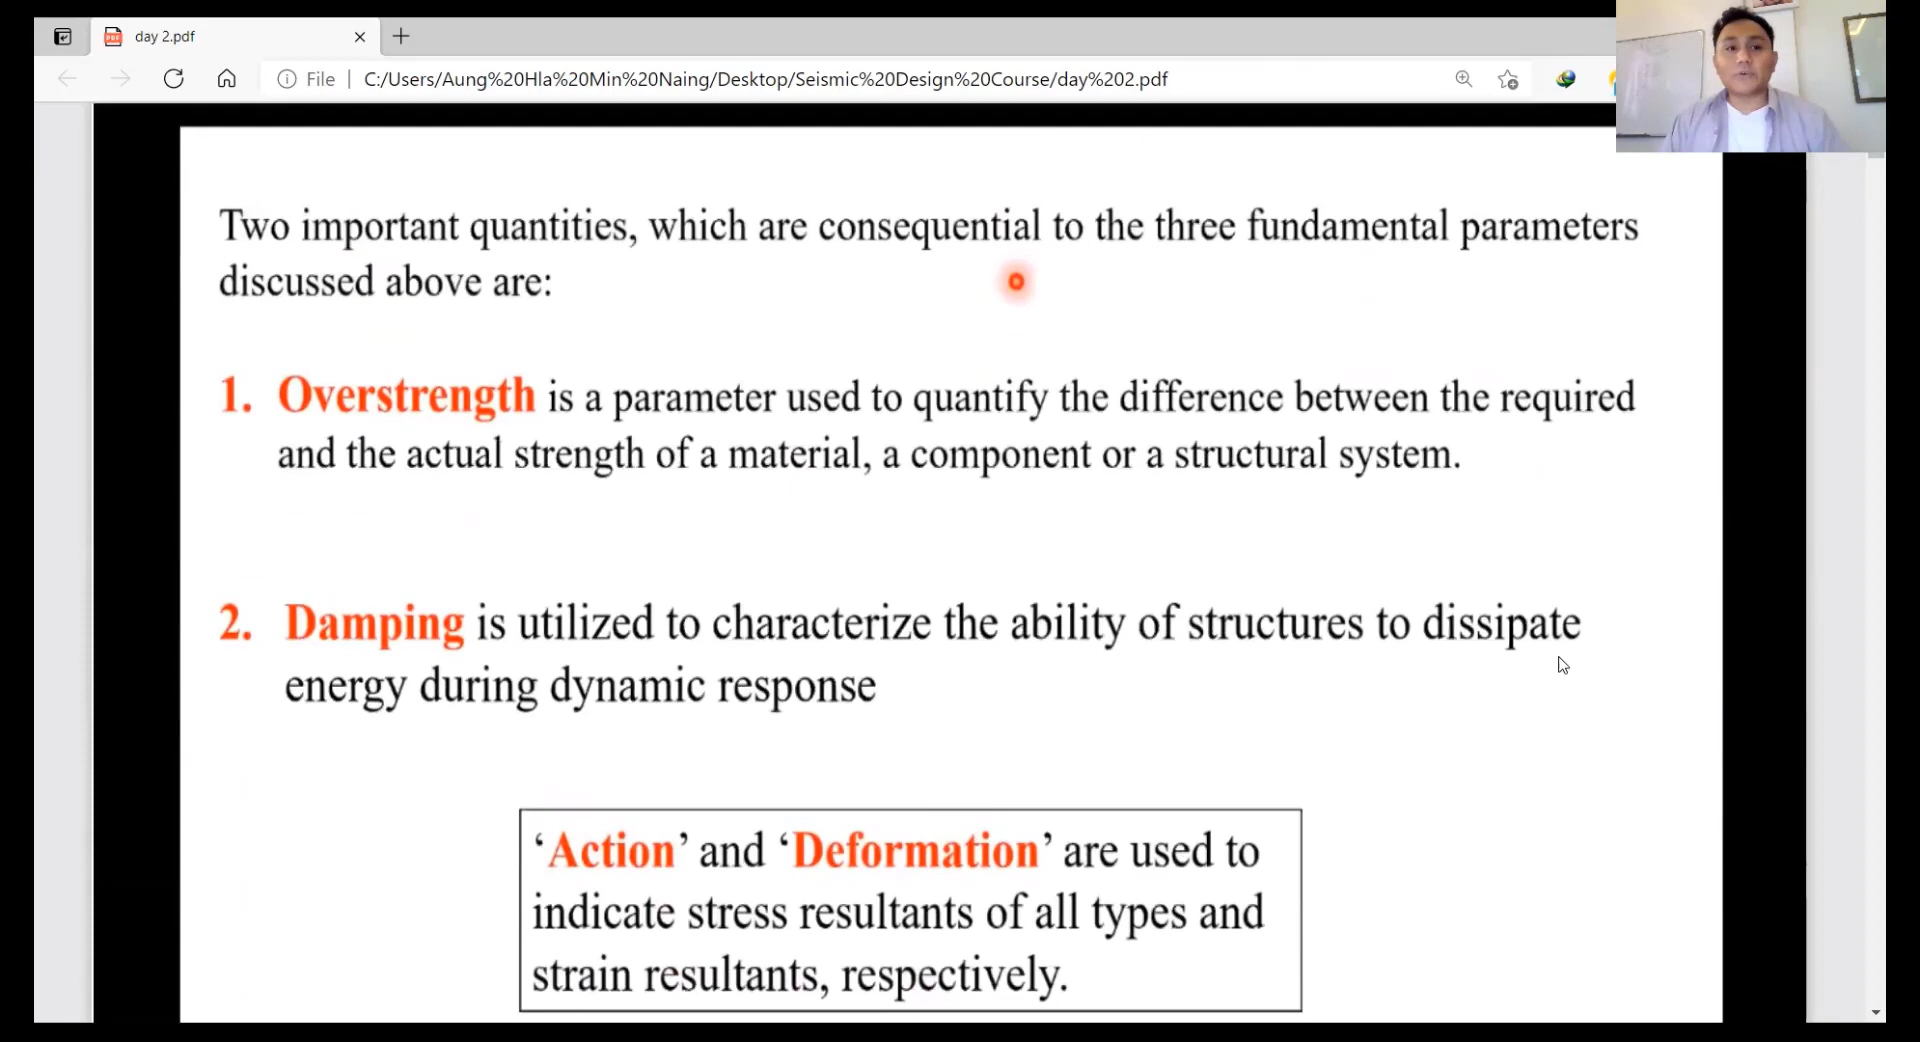 day 2.pdf
File | C:/Users/Aung%20Hla%20Min%20Naing/Desktop/Seismic%20Design%20Course/day%202.pdf
Two important quantities, which are consequential to the three fundamental parameters
discussed above are:
1. Overstrength is a parameter used to quantify the difference between the required
and the actual strength of a material, a component or a structural system.
2. Damping is utilized to characterize the ability of structures to dissipate
energy during dynamic response
‘Action’ and ‘Deformation’ are used to
indicate stress resultants of all types and
strain resultants, respectively.